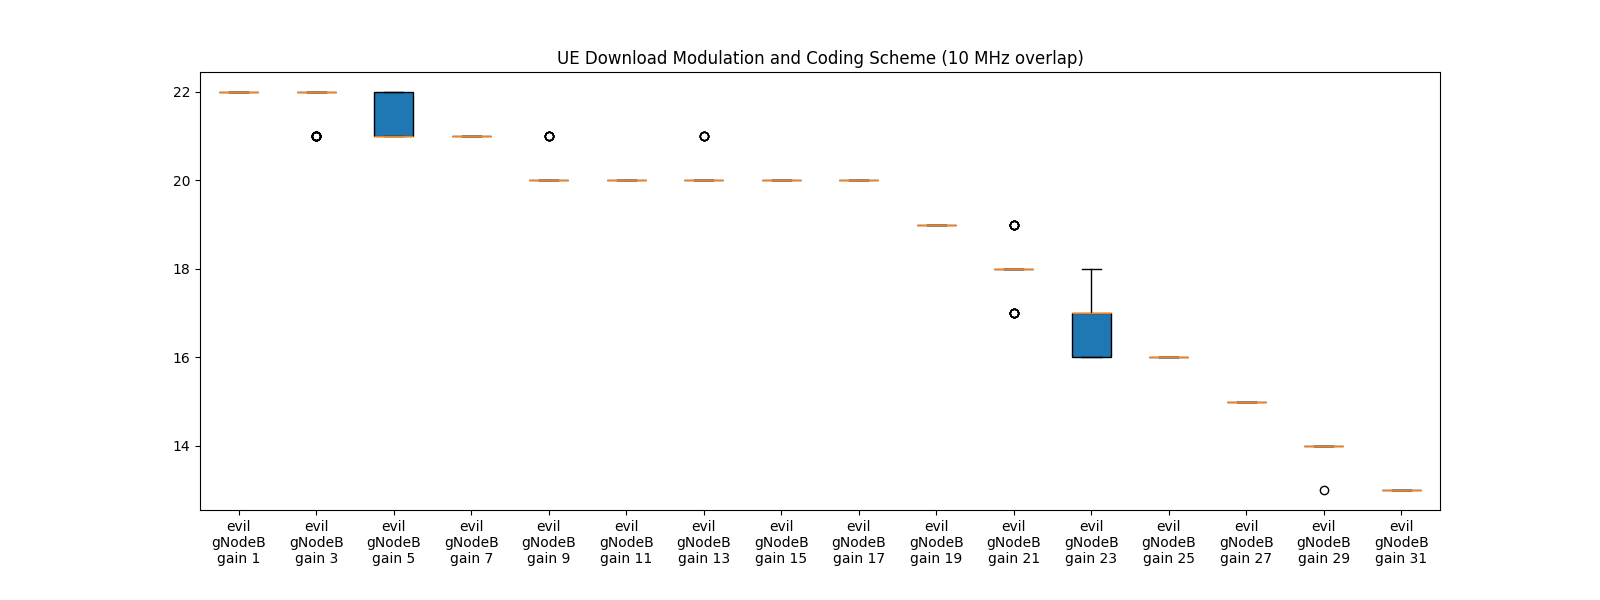 UE Download Modulation and Coding Scheme (10 MHz overlap)
22
20
18
16
14
evil
gNodeB
gain 1
evil
gNodeB
gain 3
evil
gNodeB
gain 5
evil
gNodeB
gain 7
evil
gNodeB
gain 9
evil
gNodeB
gain 11
evil
gNodeB
gain 13
evil
gNodeB
gain 15
evil
gNodeB
gain 17
evil
gNodeB
gain 19
evil
gNodeB
gain 21
evil
gNodeB
gain 23
evil
gNodeB
gain 25
evil
gNodeB
gain 27
evil
gNodeB
gain 29
evil
gNodeB
gain 31